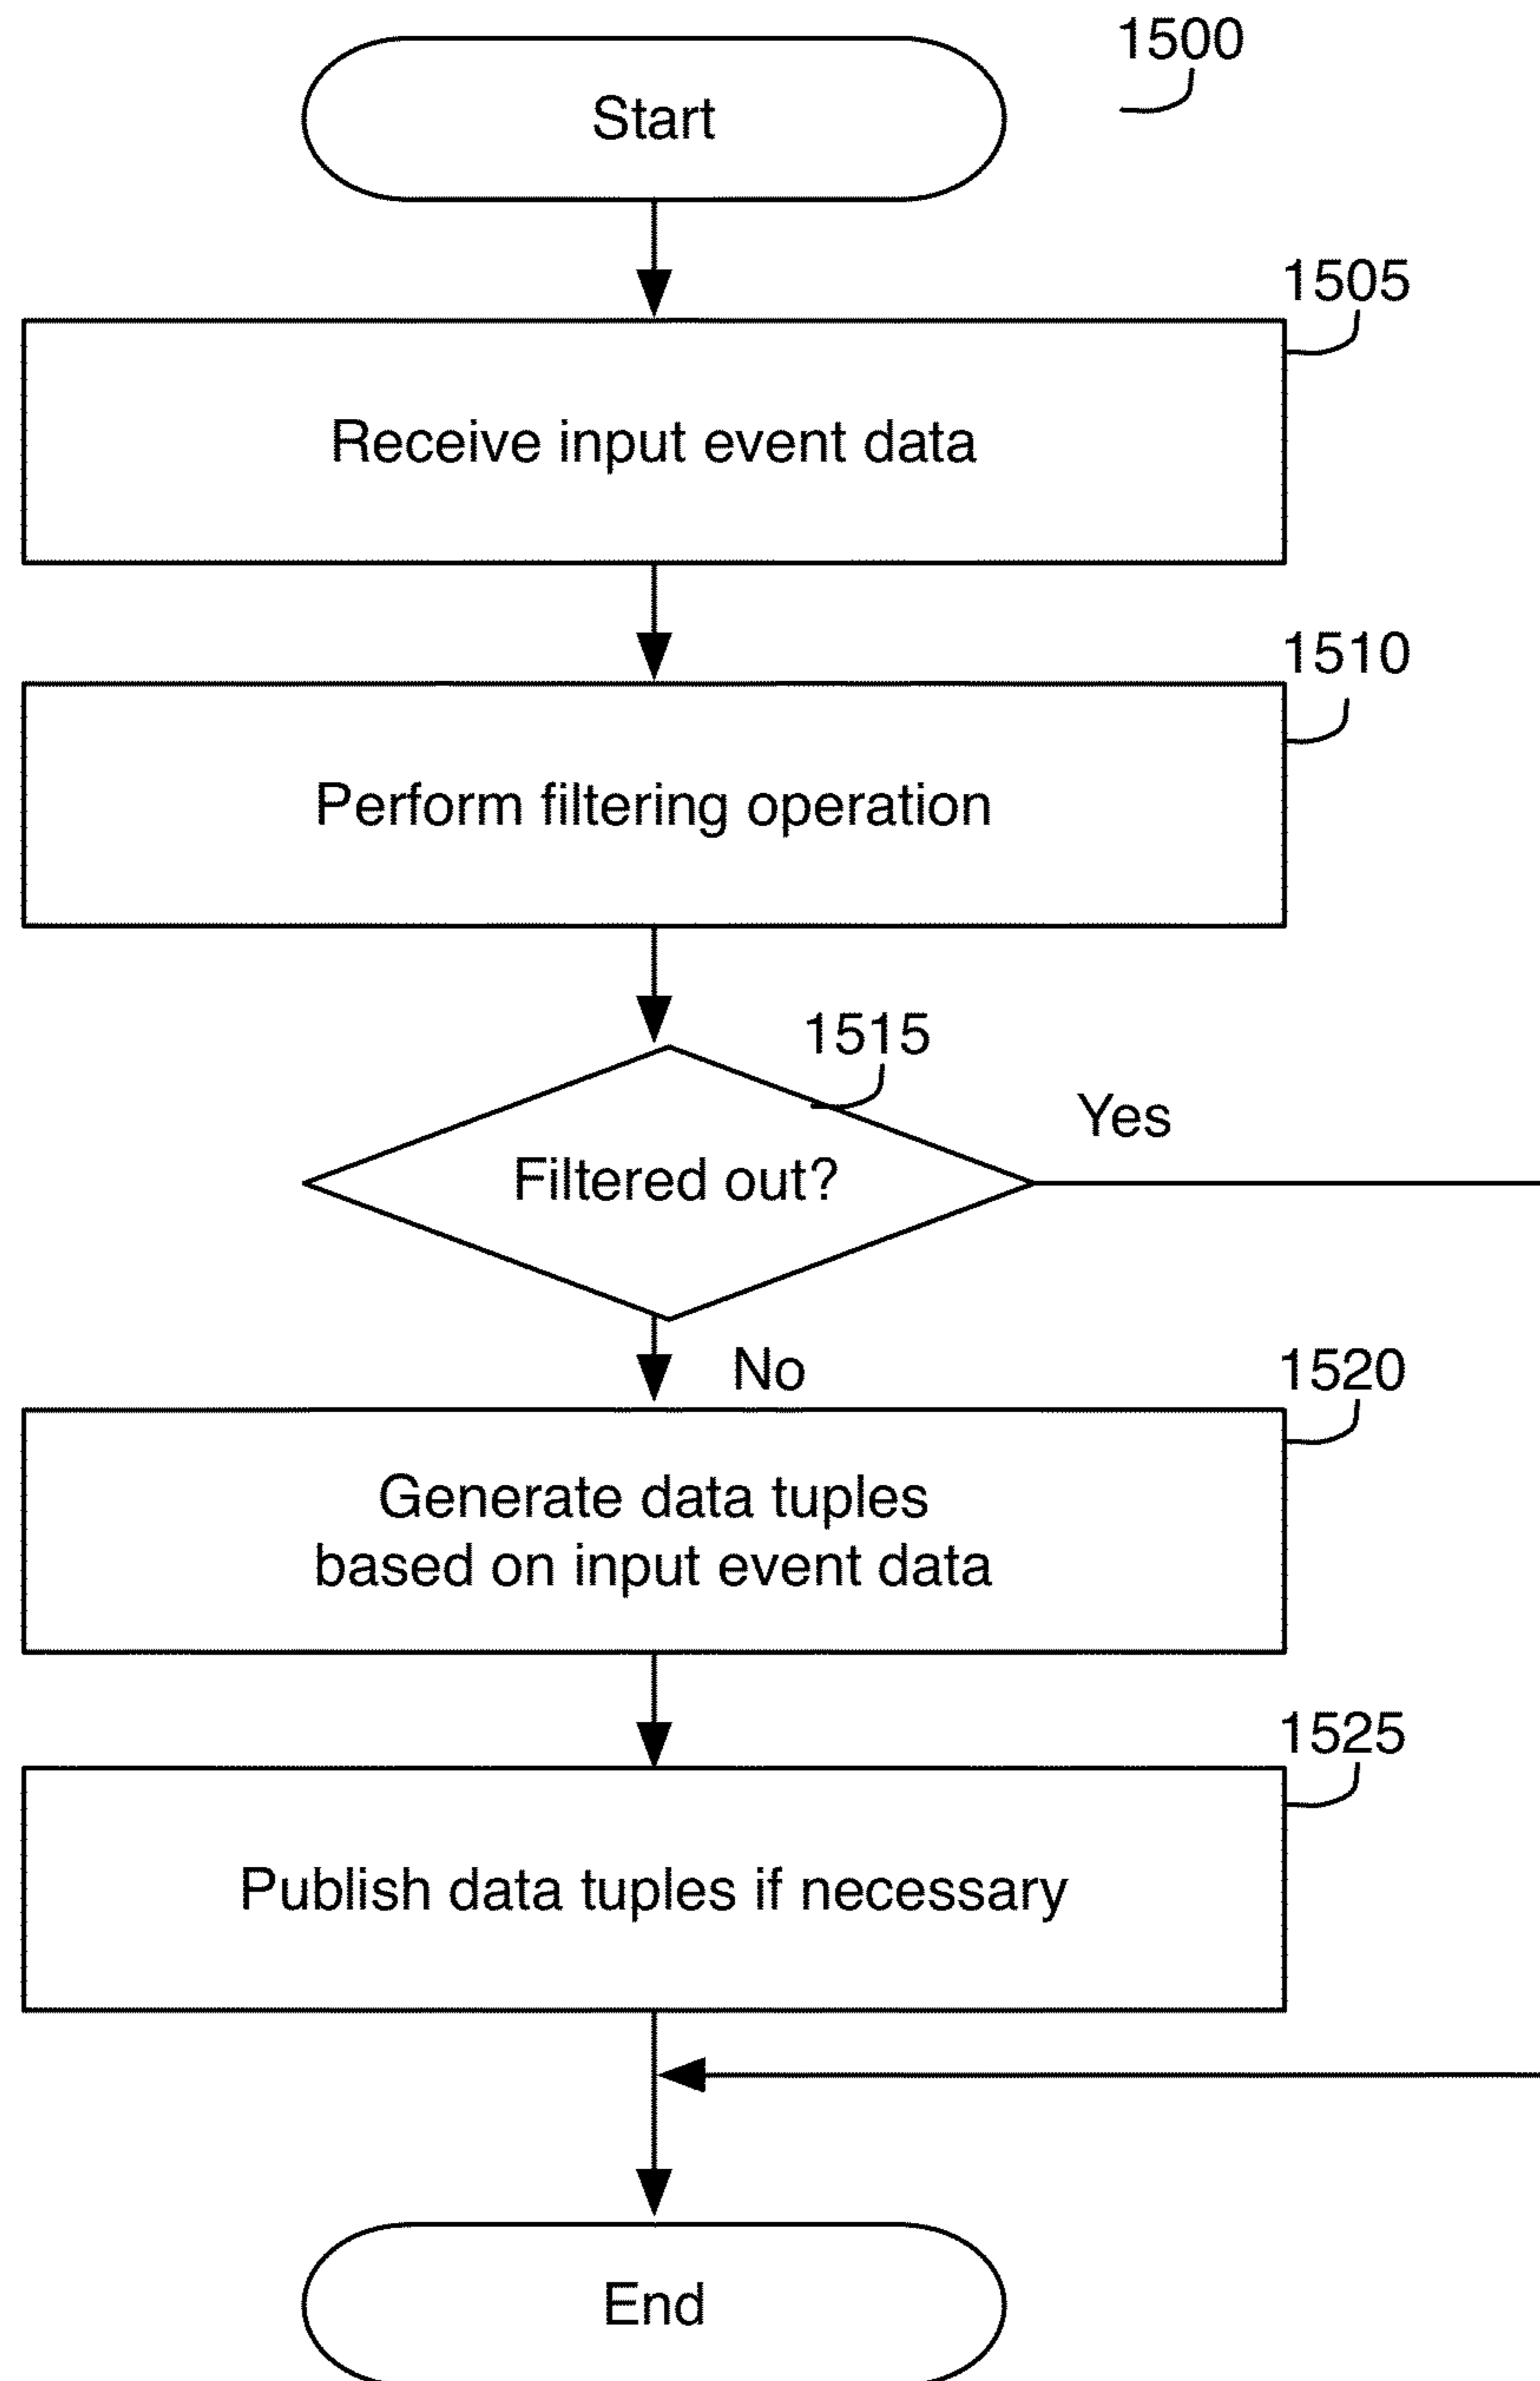 1500
Start
1505
Receive input event data
1510
Perform filtering operation
1515
Yes
Filtered out?
No
1520
Generate data tuples
based on input event data
1525
Publish data tuples if necessary
End